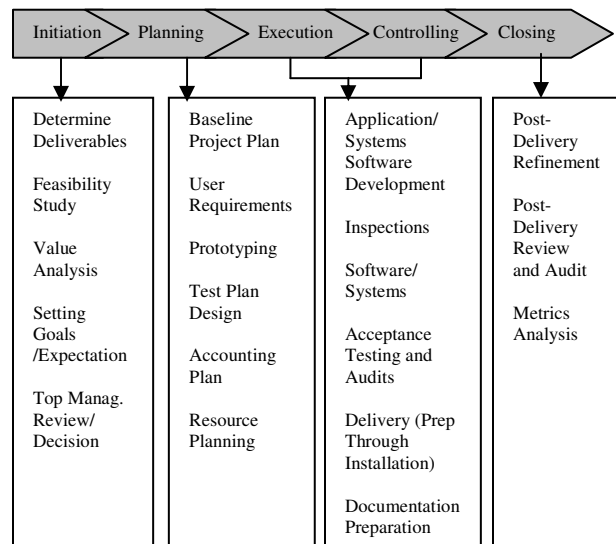 Initiation Planning Execution Controlling Closing
Determine
Deliverables
Feasibility
Study
Value
Analysis
Setting
Goals
/Expectation
Top Manag.
Review/
Decision
Baseline
Project Plan
User
Requirements
Prototyping
Test Plan
Design
Accounting
Plan
Resource
Planning
Application/
Systems
Software
Development
Inspections
Software/
Systems
Acceptance
Testing and
Audits
Delivery (Prep
Through
Installation)
Documentation
Preparation
Post-
Delivery
Refinement
Post-
Delivery
Review
and Audit
Metrics
Analysis